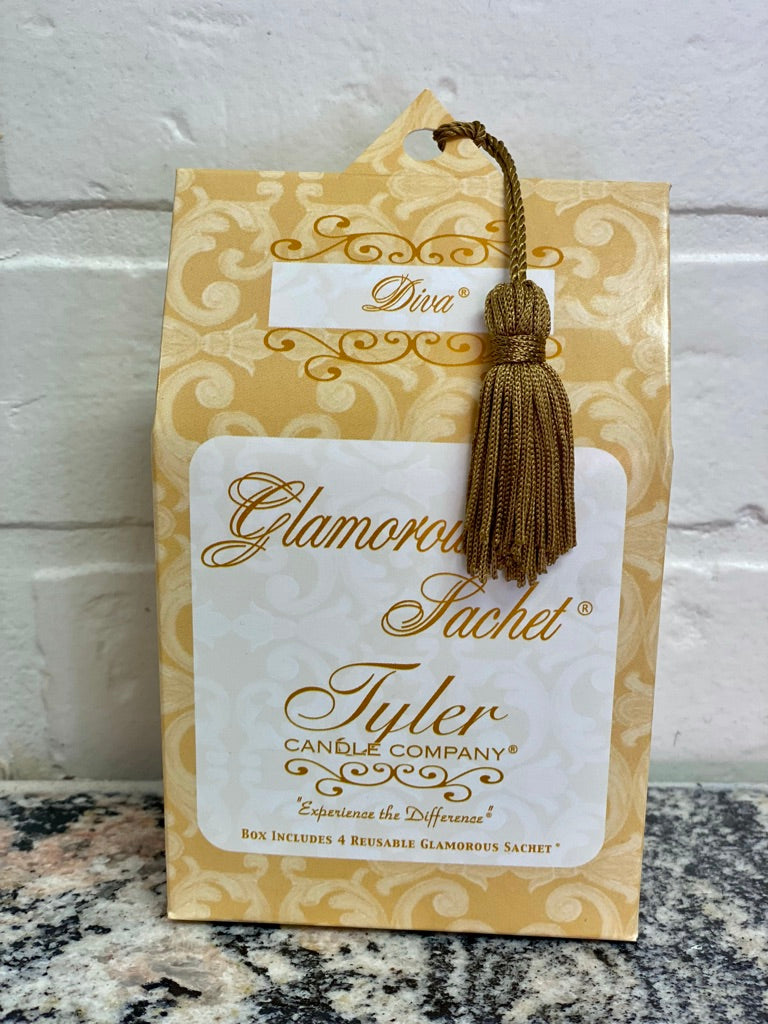 Diva®
Glamorou
Sachet®
Tyler
CANDLE COMPANY®
"Experience the Difference"®
BOX INCLUDES 4 REUSABLE GLAMOROUS SACHET®